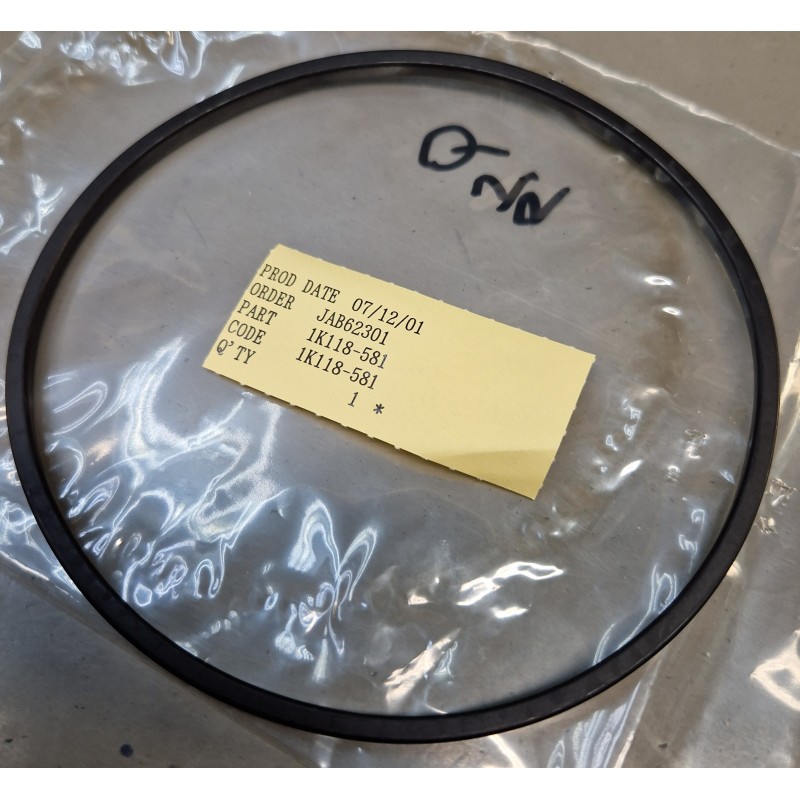 PROD DATE 07/12/01
ORDER JAB62301
PART 1K118-581
CODE 1K118-581
Q'TY 1 *